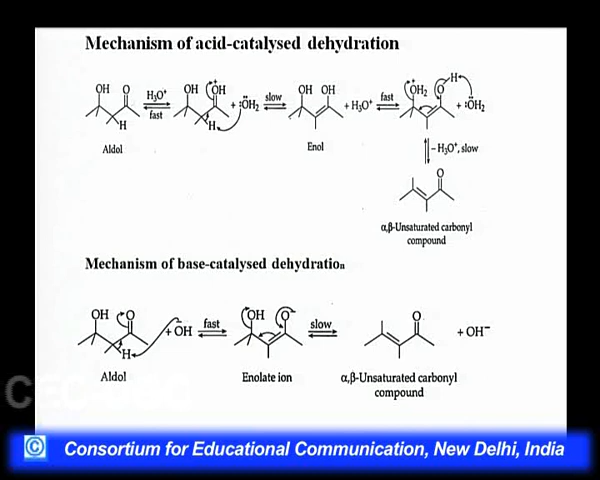 Mechanism of acid-catalysed dehydration
OH O H₃O⁺ fast H
OH OH + :ÖH₂ slow H
OH OH + H₃O⁺ fast
OH₂ O H + :ÖH₂
Aldol
Enol
– H₃O⁺, slow
O
α,β-Unsaturated carbonyl
compound
Mechanism of base-catalysed dehydration
OH O + OH fast OH O⁻ slow O + OH⁻
H
Aldol Enolate ion α,β-Unsaturated carbonyl
compound
© Consortium for Educational Communication, New Delhi, India